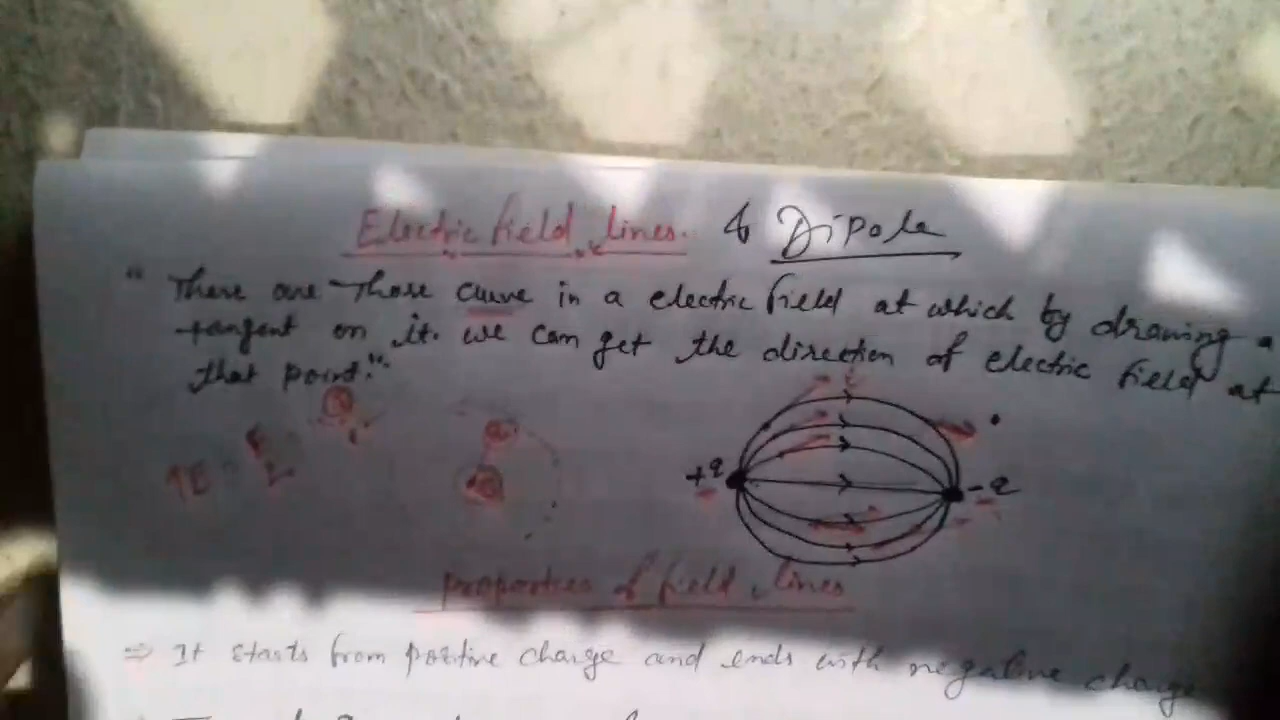 Electric field lines. & Dipole
" There are those curve in a electric field at which by drawing a
tangent on it. we can get the direction of electric field at
that point."
+q
-q
properties of field lines
⇒ It starts from positive charge and ends with negative charge